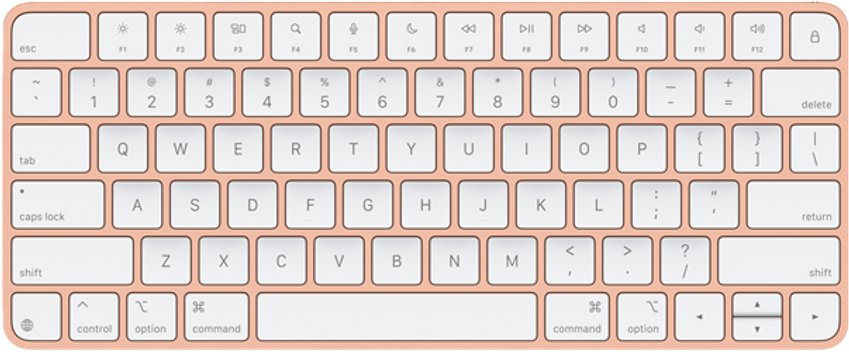 esc F1 F2 F3 F4 F5 F6 F7 F8 F9 F10 F11 F12
~ ! @ # $ % ^ & * ( ) _ +
` 1 2 3 4 5 6 7 8 9 0 - = delete
tab Q W E R T Y U I O P { [ } ] | \
caps lock A S D F G H J K L : ; " ' return
shift Z X C V B N M < , > . ? / shift
control option ⌘ command ⌘ command option